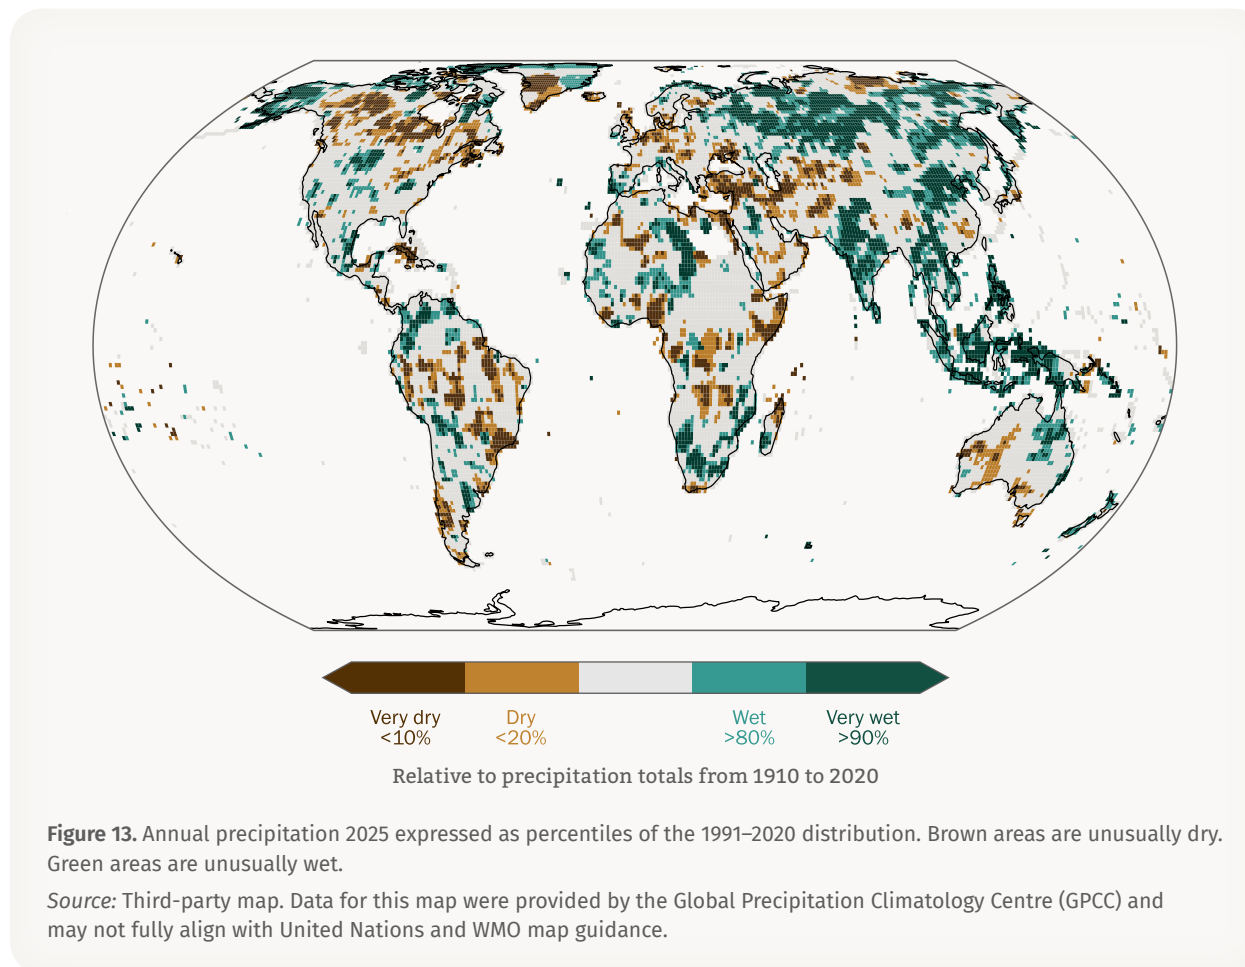 Very dry
<10%
Dry
<20%
Wet
>80%
Very wet
>90%
Relative to precipitation totals from 1910 to 2020
Figure 13. Annual precipitation 2025 expressed as percentiles of the 1991–2020 distribution. Brown areas are unusually dry.
Green areas are unusually wet.
Source: Third-party map. Data for this map were provided by the Global Precipitation Climatology Centre (GPCC) and
may not fully align with United Nations and WMO map guidance.